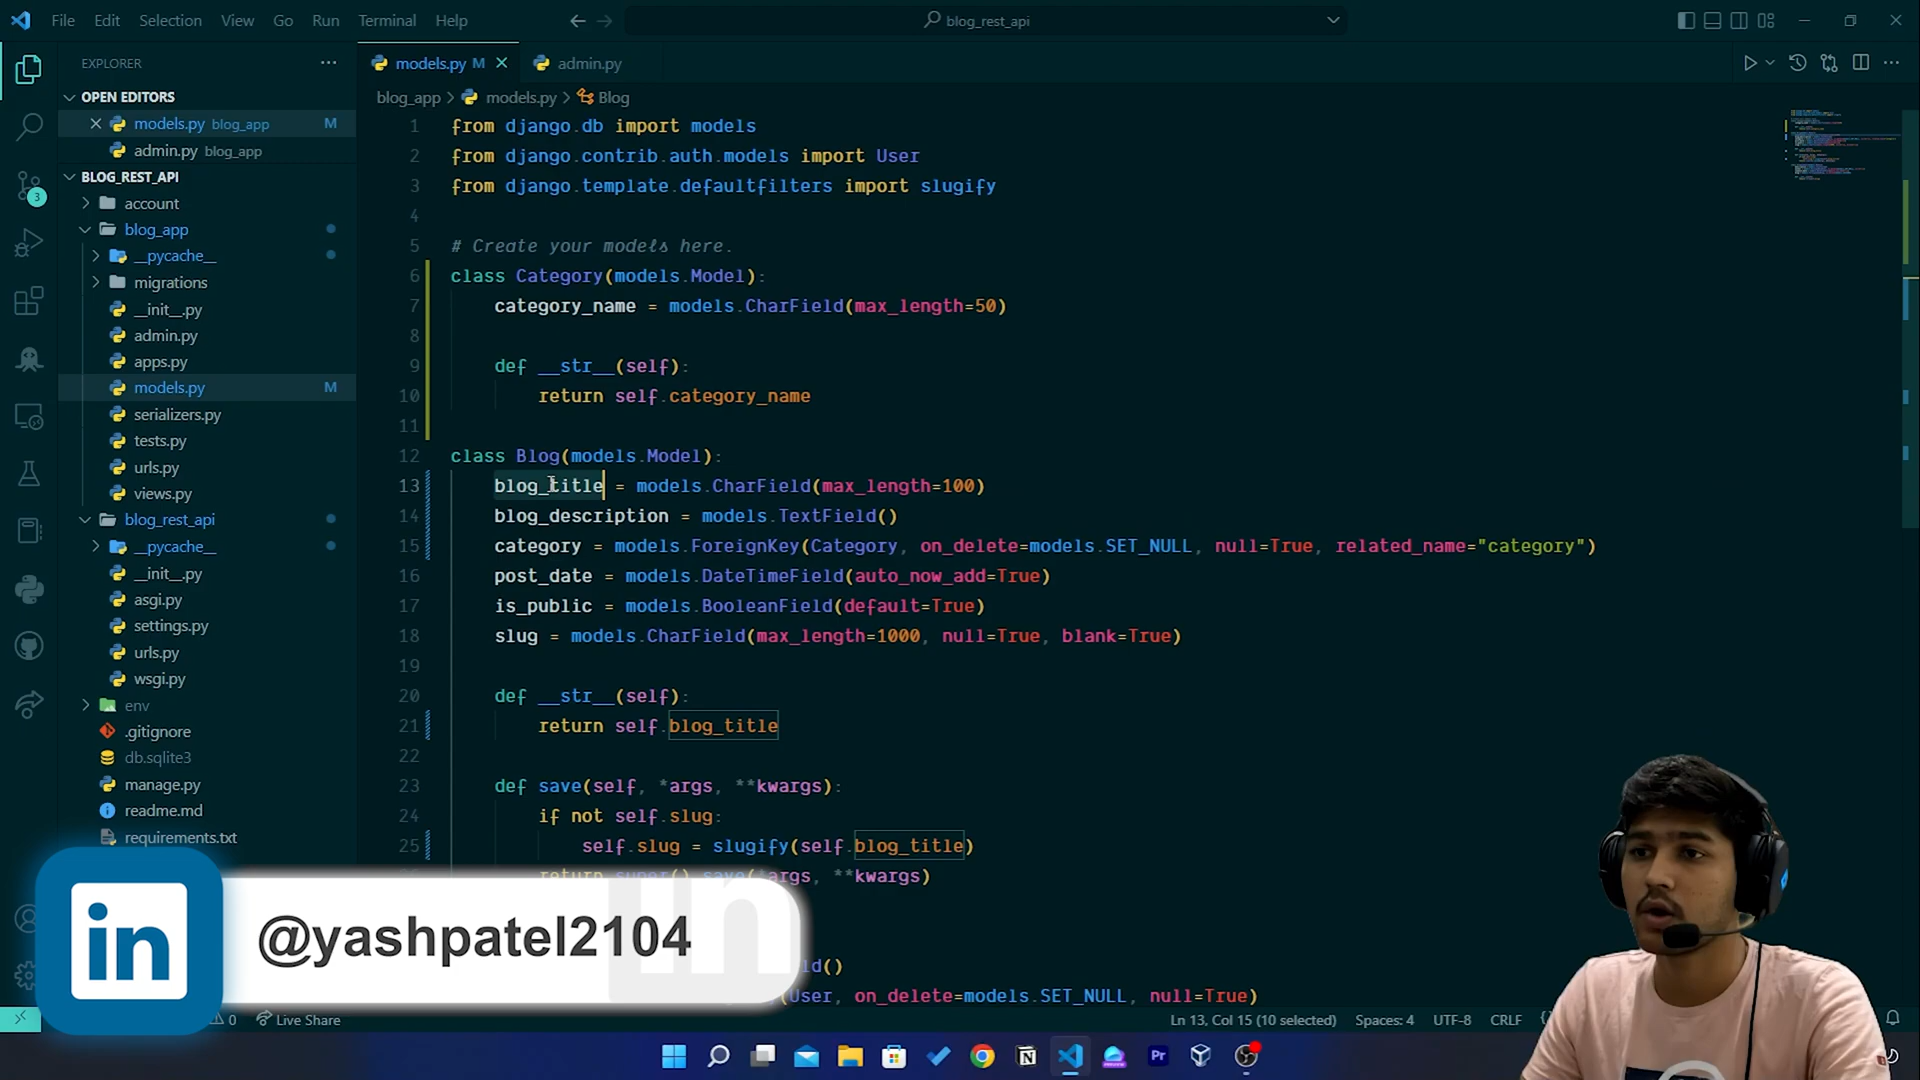 File Edit Selection View Go Run Terminal Help
blog_rest_api
EXPLORER
models.py M
admin.py
OPEN EDITORS
models.py blog_app M
admin.py blog_app
BLOG_REST_API
account
blog_app
__pycache__
migrations
__init__.py
admin.py
apps.py
models.py M
serializers.py
tests.py
urls.py
views.py
blog_rest_api
__pycache__
__init__.py
asgi.py
settings.py
urls.py
wsgi.py
env
.gitignore
db.sqlite3
manage.py
readme.md
requirements.txt
3
blog_app > models.py > Blog
1 from django.db import models
2 from django.contrib.auth.models import User
3 from django.template.defaultfilters import slugify
4
5 # Create your models here.
6 class Category(models.Model):
7 category_name = models.CharField(max_length=50)
8
9 def __str__(self):
10 return self.category_name
11
12 class Blog(models.Model):
13 blog_title = models.CharField(max_length=100)
14 blog_description = models.TextField()
15 category = models.ForeignKey(Category, on_delete=models.SET_NULL, null=True, related_name="category")
16 post_date = models.DateTimeField(auto_now_add=True)
17 is_public = models.BooleanField(default=True)
18 slug = models.CharField(max_length=1000, null=True, blank=True)
19
20 def __str__(self):
21 return self.blog_title
22
23 def save(self, *args, **kwargs):
24 if not self.slug:
25 self.slug = slugify(self.blog_title)
return super().save(*args, **kwargs)
ld()
(User, on_delete=models.SET_NULL, null=True)
in
@yashpatel2104
0 Live Share
Ln 13, Col 15 (10 selected) Spaces: 4 UTF-8 CRLF
Pr